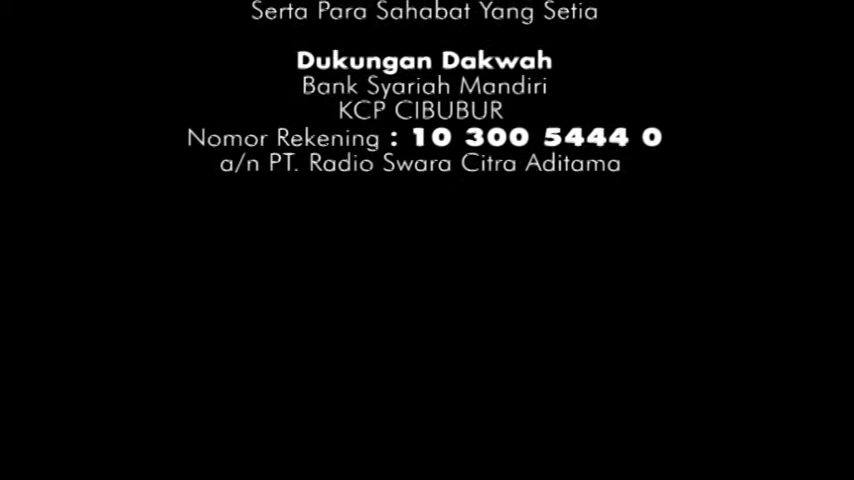 Serta Para Sahabat Yang Setia
Dukungan Dakwah
Bank Syariah Mandiri
KCP CIBUBUR
Nomor Rekening : 10 300 5444 0
a/n PT. Radio Swara Citra Aditama